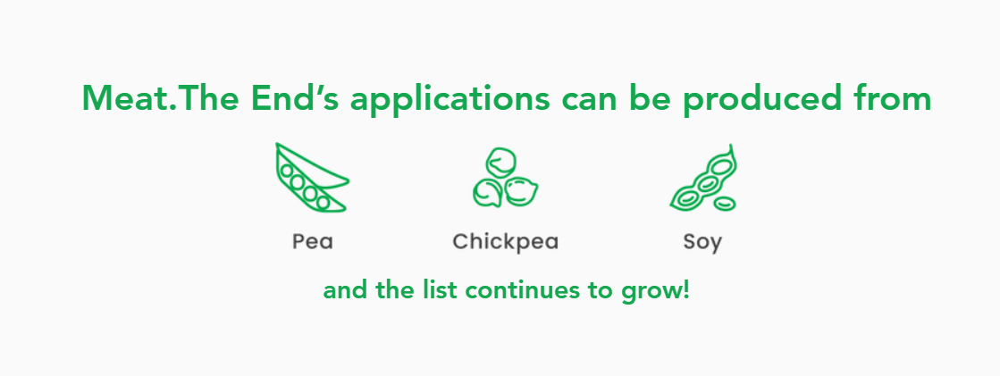 Meat.The End’s applications can be produced from
Pea
Chickpea
Soy
and the list continues to grow!